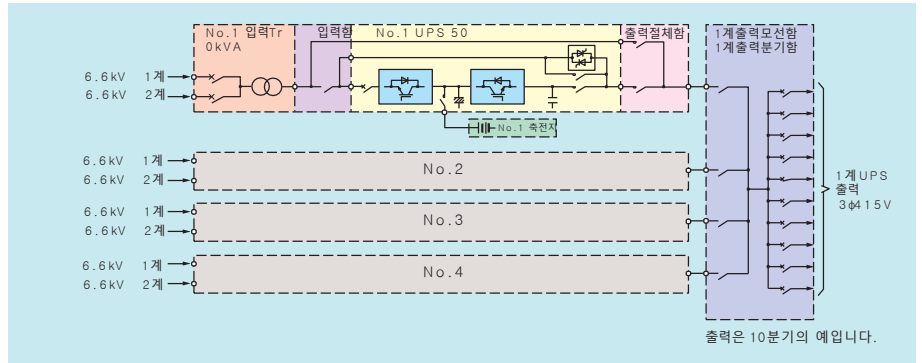 No.1 입력Tr
0kVA
입력함
No.1 UPS 50
출력절체함
1계출력모선함
1계출력분기함
6.6kV 1계
6.6kV 2계
No.1 축전지
6.6kV 1계
6.6kV 2계
No.2
6.6kV 1계
6.6kV 2계
No.3
6.6kV 1계
6.6kV 2계
No.4
1계UPS
출력
3ϕ415V
출력은 10분기의 예입니다.